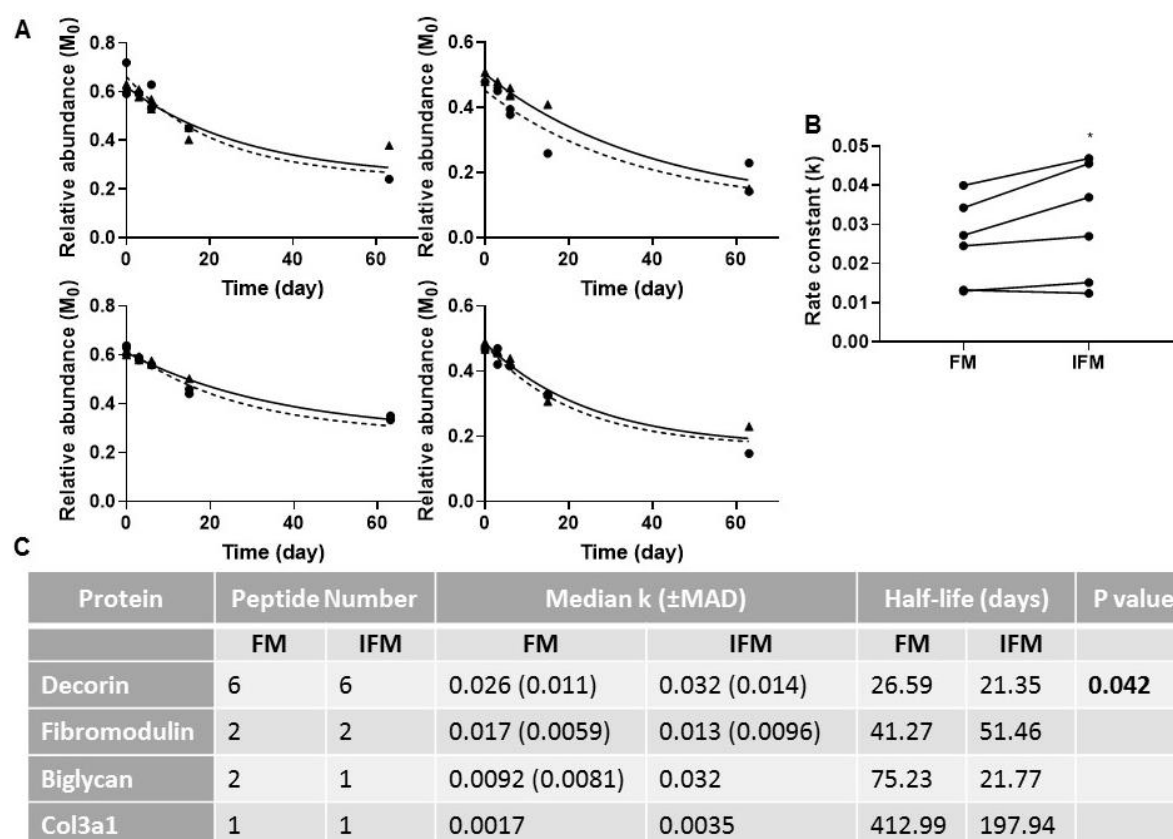 A
Relative abundance (M0)
0.8
0.6
0.4
0.2
0.0
0
20
40
60
Time (day)
Relative abundance (M0)
0.6
0.4
0.2
0.0
0
20
40
60
Time (day)
B
Rate constant (k)
0.05
0.04
0.03
0.02
0.01
0.00
FM
IFM
*
Relative abundance (M0)
0.8
0.6
0.4
0.2
0.0
0
20
40
60
Time (day)
Relative abundance (M0)
0.6
0.4
0.2
0.0
0
20
40
60
Time (day)
C
Protein Peptide Number Median k (±MAD) Half-life (days) P value
FM IFM FM IFM FM IFM
Decorin 6 6 0.026 (0.011) 0.032 (0.014) 26.59 21.35 0.042
Fibromodulin 2 2 0.017 (0.0059) 0.013 (0.0096) 41.27 51.46
Biglycan 2 1 0.0092 (0.0081) 0.032 75.23 21.77
Col3a1 1 1 0.0017 0.0035 412.99 197.94